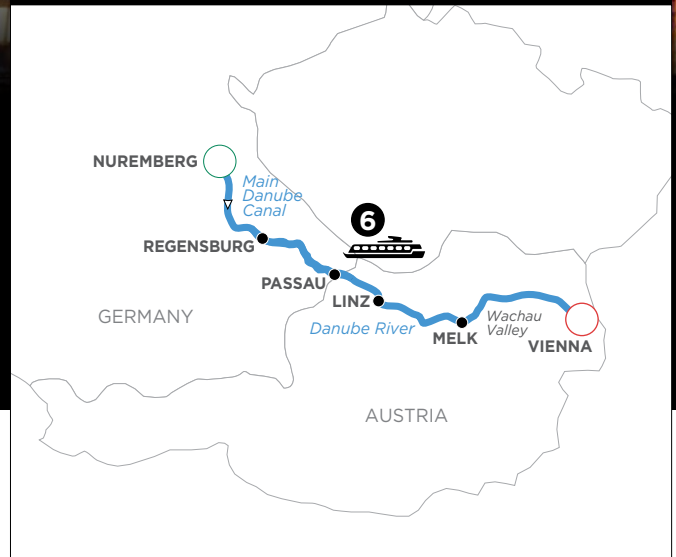 6
NUREMBERG
Main
Danube
Canal
REGENSBURG
PASSAU
LINZ
GERMANY
Danube River
Wachau
Valley
MELK
VIENNA
AUSTRIA